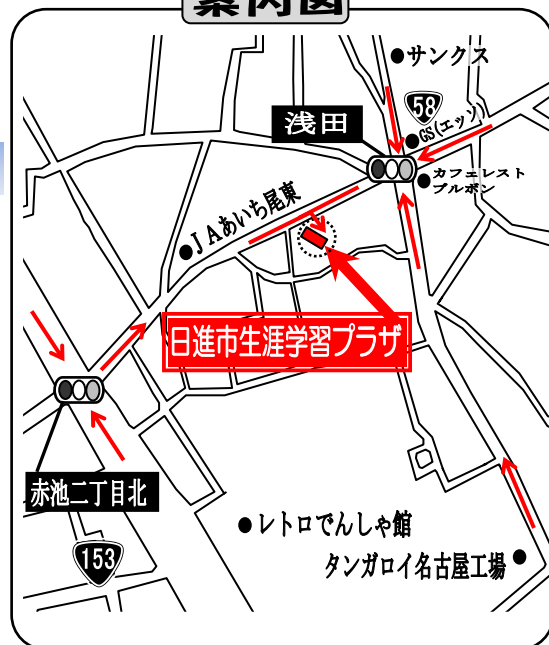 案内図
サンクス
58
浅田
GS(エッソ)
カフェレスト
ブルボン
JAあいち尾東
日進市生涯学習プラザ
赤池二丁目北
153
レトロでんしゃ館
タンガロイ名古屋工場